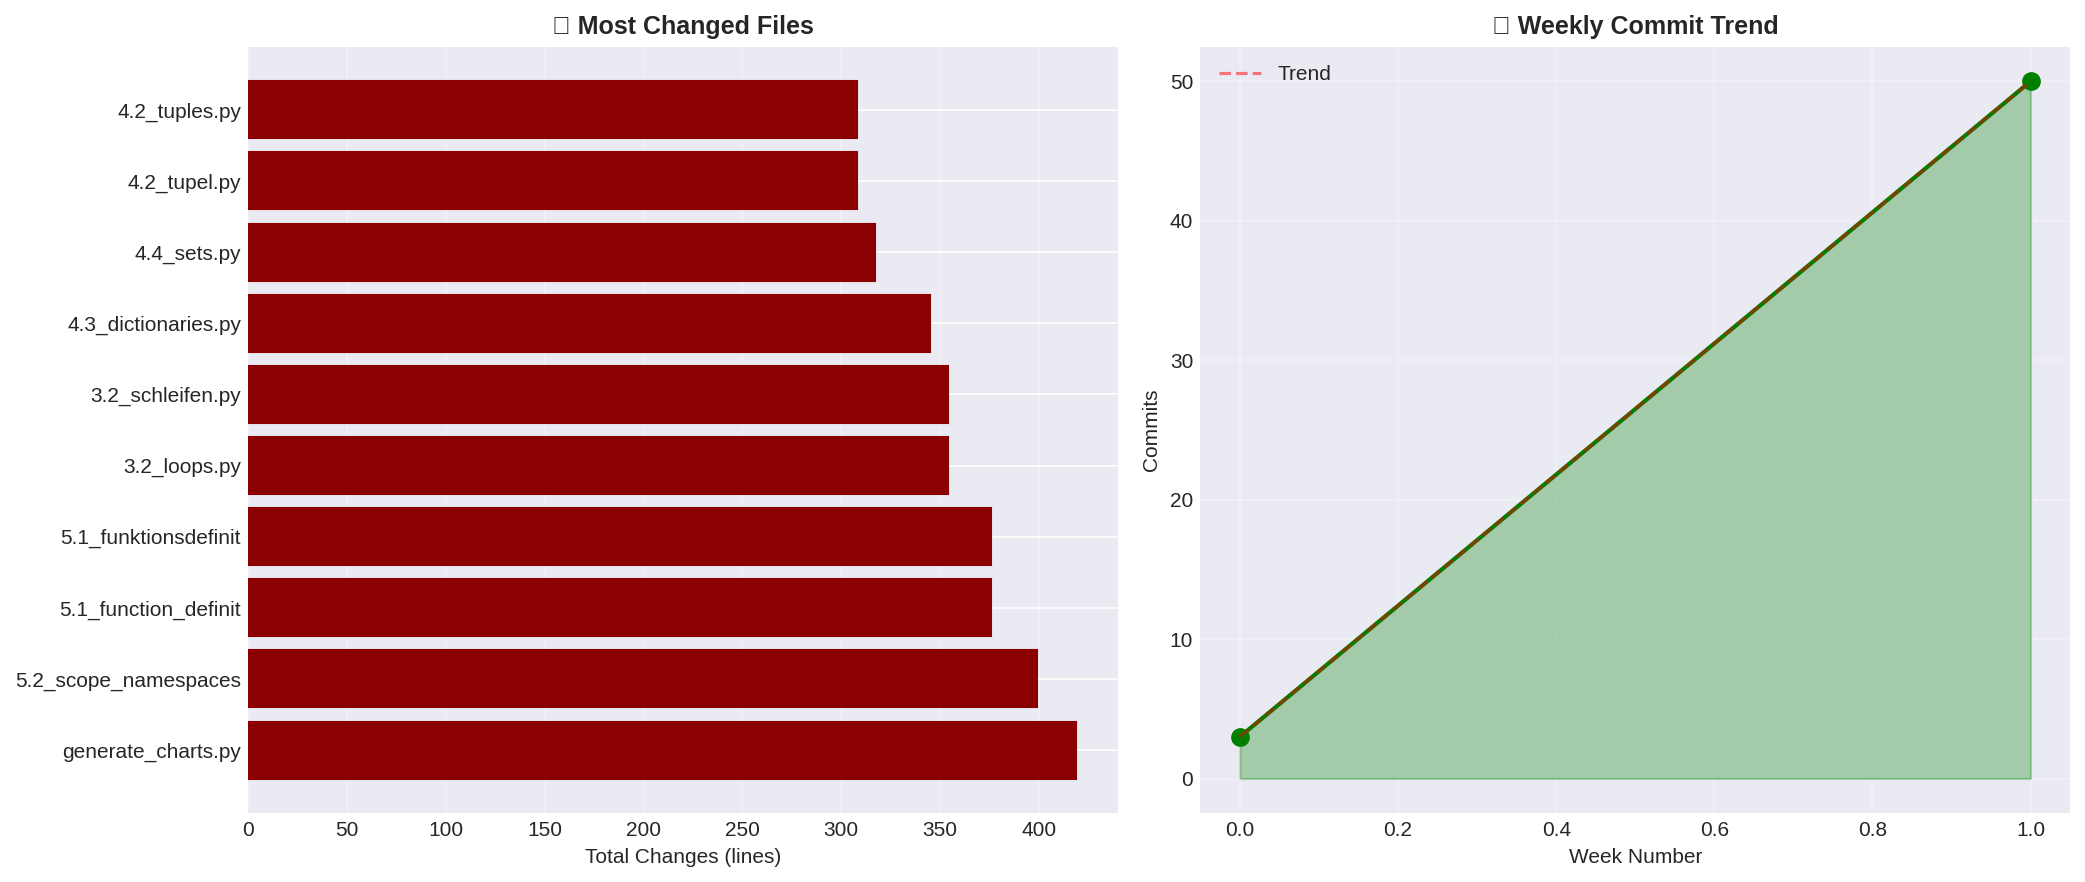 ▯ Most Changed Files
4.2_tuples.py
4.2_tupel.py
4.4_sets.py
4.3_dictionaries.py
3.2_schleifen.py
3.2_loops.py
5.1_funktionsdefinit
5.1_function_definit
5.2_scope_namespaces
generate_charts.py
0 50 100 150 200 250 300 350 400
Total Changes (lines)
▯ Weekly Commit Trend
Trend
50
40
30
20
10
0
Commits
0.0 0.2 0.4 0.6 0.8 1.0
Week Number